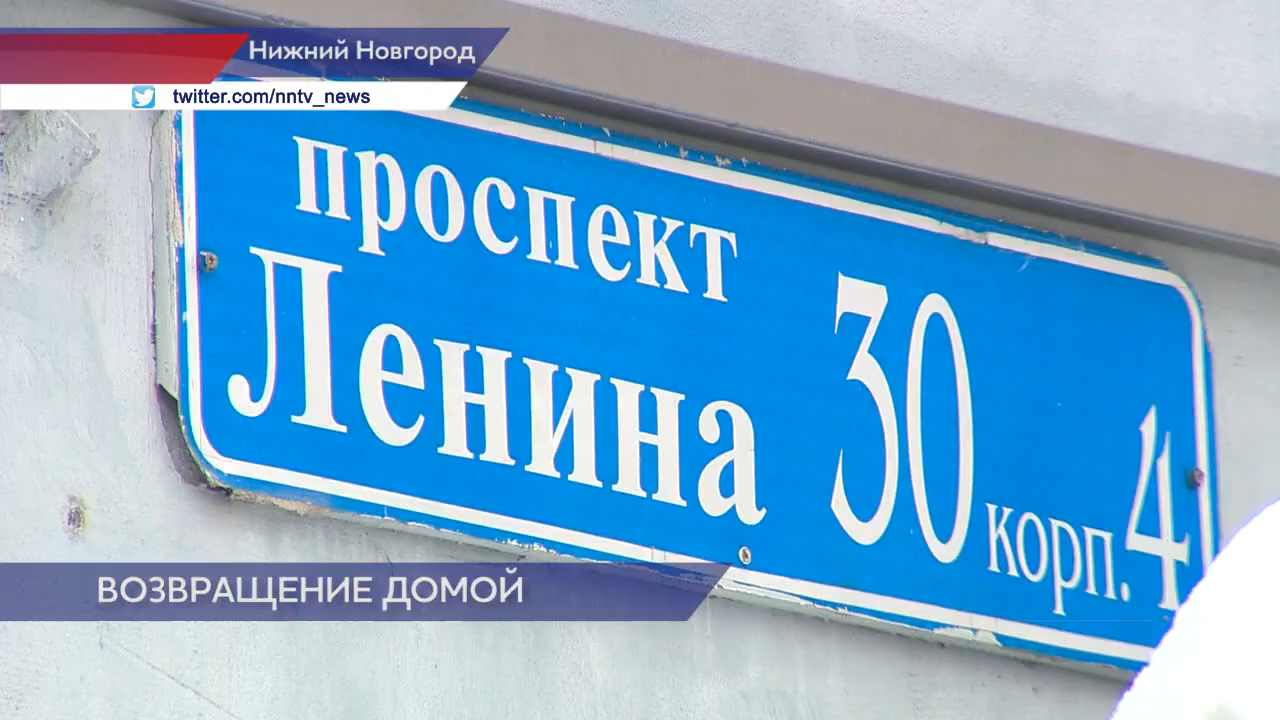 Нижний Новгород
twitter.com/nntv_news
проспект
Ленина 30 корп. 4
ВОЗВРАЩЕНИЕ ДОМОЙ